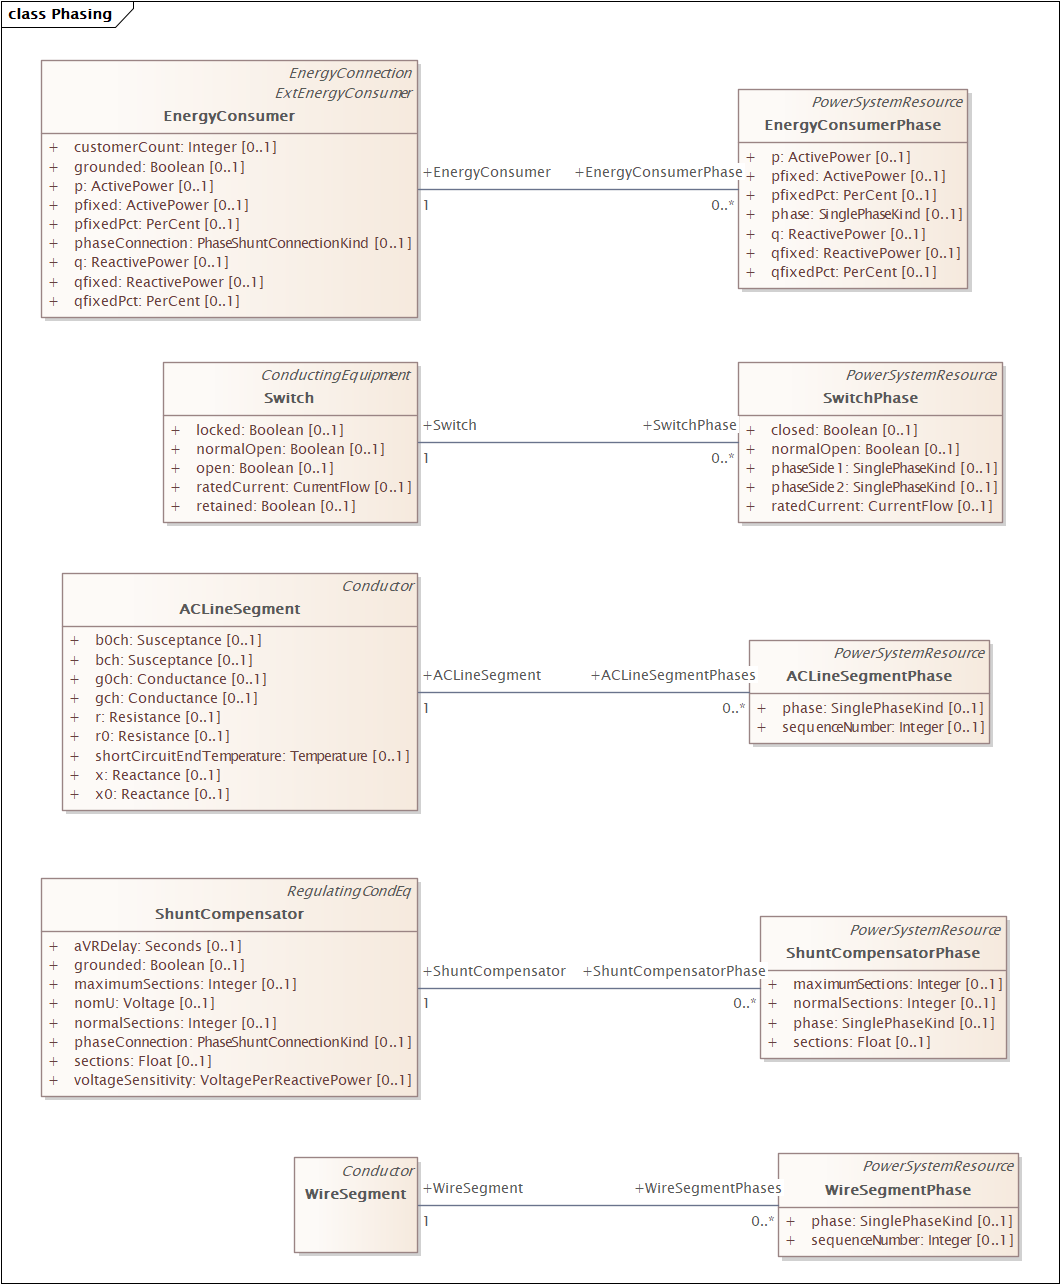 class Phasing
EnergyConnection
ExtEnergyConsumer
EnergyConsumer
+ customerCount: Integer [0..1]
+ grounded: Boolean [0..1]
+ p: ActivePower [0..1]
+ pfixed: ActivePower [0..1]
+ pfixedPct: PerCent [0..1]
+ phaseConnection: PhaseShuntConnectionKind [0..1]
+ q: ReactivePower [0..1]
+ qfixed: ReactivePower [0..1]
+ qfixedPct: PerCent [0..1]
+EnergyConsumer +EnergyConsumerPhase
1 0..*
PowerSystemResource
EnergyConsumerPhase
+ p: ActivePower [0..1]
+ pfixed: ActivePower [0..1]
+ pfixedPct: PerCent [0..1]
+ phase: SinglePhaseKind [0..1]
+ q: ReactivePower [0..1]
+ qfixed: ReactivePower [0..1]
+ qfixedPct: PerCent [0..1]
ConductingEquipment
Switch
+ locked: Boolean [0..1]
+ normalOpen: Boolean [0..1]
+ open: Boolean [0..1]
+ ratedCurrent: CurrentFlow [0..1]
+ retained: Boolean [0..1]
+Switch +SwitchPhase
1 0..*
PowerSystemResource
SwitchPhase
+ closed: Boolean [0..1]
+ normalOpen: Boolean [0..1]
+ phaseSide1: SinglePhaseKind [0..1]
+ phaseSide2: SinglePhaseKind [0..1]
+ ratedCurrent: CurrentFlow [0..1]
Conductor
ACLineSegment
+ b0ch: Susceptance [0..1]
+ bch: Susceptance [0..1]
+ g0ch: Conductance [0..1]
+ gch: Conductance [0..1]
+ r: Resistance [0..1]
+ r0: Resistance [0..1]
+ shortCircuitEndTemperature: Temperature [0..1]
+ x: Reactance [0..1]
+ x0: Reactance [0..1]
+ACLineSegment +ACLineSegmentPhases
1 0..*
PowerSystemResource
ACLineSegmentPhase
+ phase: SinglePhaseKind [0..1]
+ sequenceNumber: Integer [0..1]
RegulatingCondEq
ShuntCompensator
+ aVRDelay: Seconds [0..1]
+ grounded: Boolean [0..1]
+ maximumSections: Integer [0..1]
+ nomU: Voltage [0..1]
+ normalSections: Integer [0..1]
+ phaseConnection: PhaseShuntConnectionKind [0..1]
+ sections: Float [0..1]
+ voltageSensitivity: VoltagePerReactivePower [0..1]
+ShuntCompensator +ShuntCompensatorPhase
1 0..*
PowerSystemResource
ShuntCompensatorPhase
+ maximumSections: Integer [0..1]
+ normalSections: Integer [0..1]
+ phase: SinglePhaseKind [0..1]
+ sections: Float [0..1]
Conductor
WireSegment
+WireSegment +WireSegmentPhases
1 0..*
PowerSystemResource
WireSegmentPhase
+ phase: SinglePhaseKind [0..1]
+ sequenceNumber: Integer [0..1]